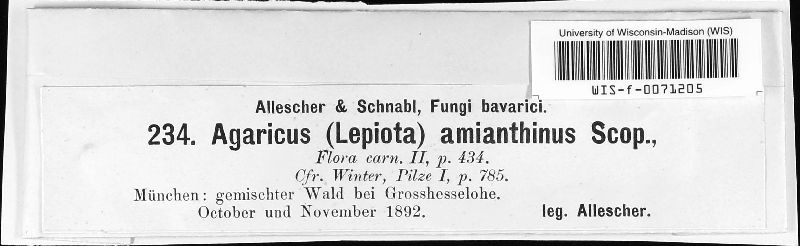 University of Wisconsin-Madison (WIS)
WIS-f-0071205
Allescher & Schnabl, Fungi bavarici.
234. Agaricus (Lepiota) amianthinus Scop.,
Flora carn. II, p. 434.
Cfr. Winter, Pilze I, p. 785.
München: gemischter Wald bei Grosshesselohe.
October und November 1892. leg. Allescher.